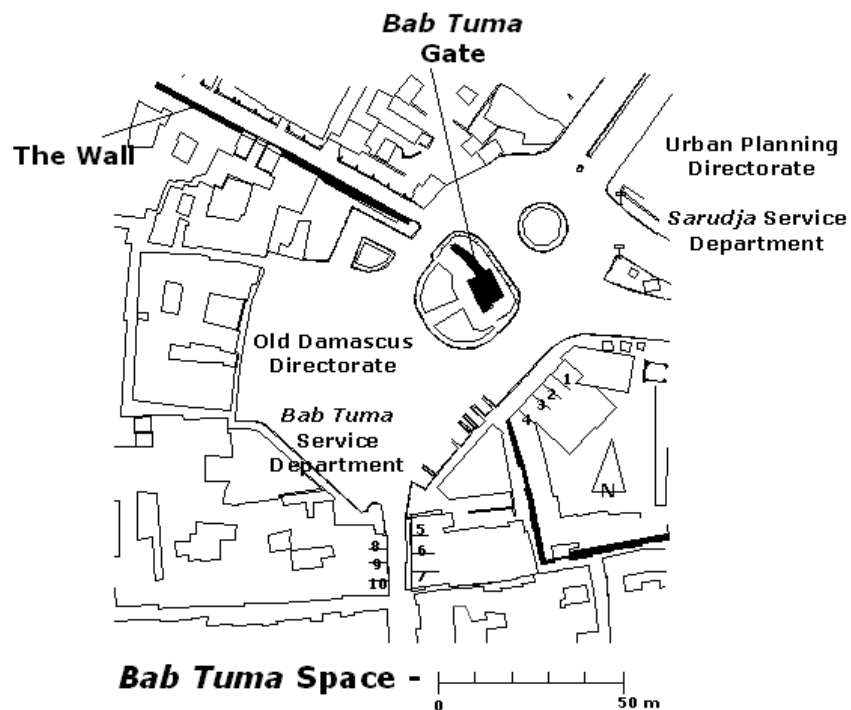 Bab Tuma
Gate
The Wall
Urban Planning
Directorate
Sarudja Service
Department
Old Damascus
Directorate
Bab Tuma
Service
Department
1
2
3
4
N
5
6
7
8
9
10
Bab Tuma Space -
0 50 m